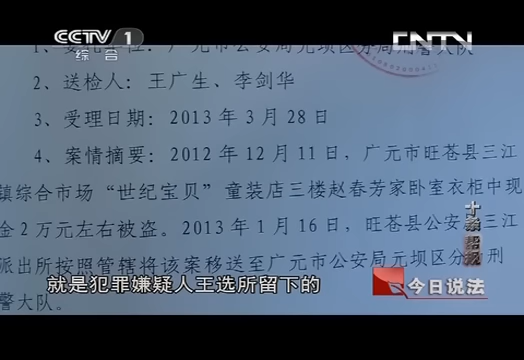 CCTV 1
综合
CNTV
1、委托单位：广元市公安局元坝区分局刑警大队
2、送检人：王广生、李剑华
3、受理日期：2013 年 3 月 28 日
4、案情摘要：2012 年 12 月 11 日，广元市旺苍县三江
镇综合市场“世纪宝贝”童装店三楼赵春芳家卧室衣柜中现
金 2 万元左右被盗。2013 年 1 月 16 日，旺苍县公安 三江
派出所按照管辖将该案移送至广元市公安局元坝区分 刑
警大队。
就是犯罪嫌疑人王选所留下的
今日说法